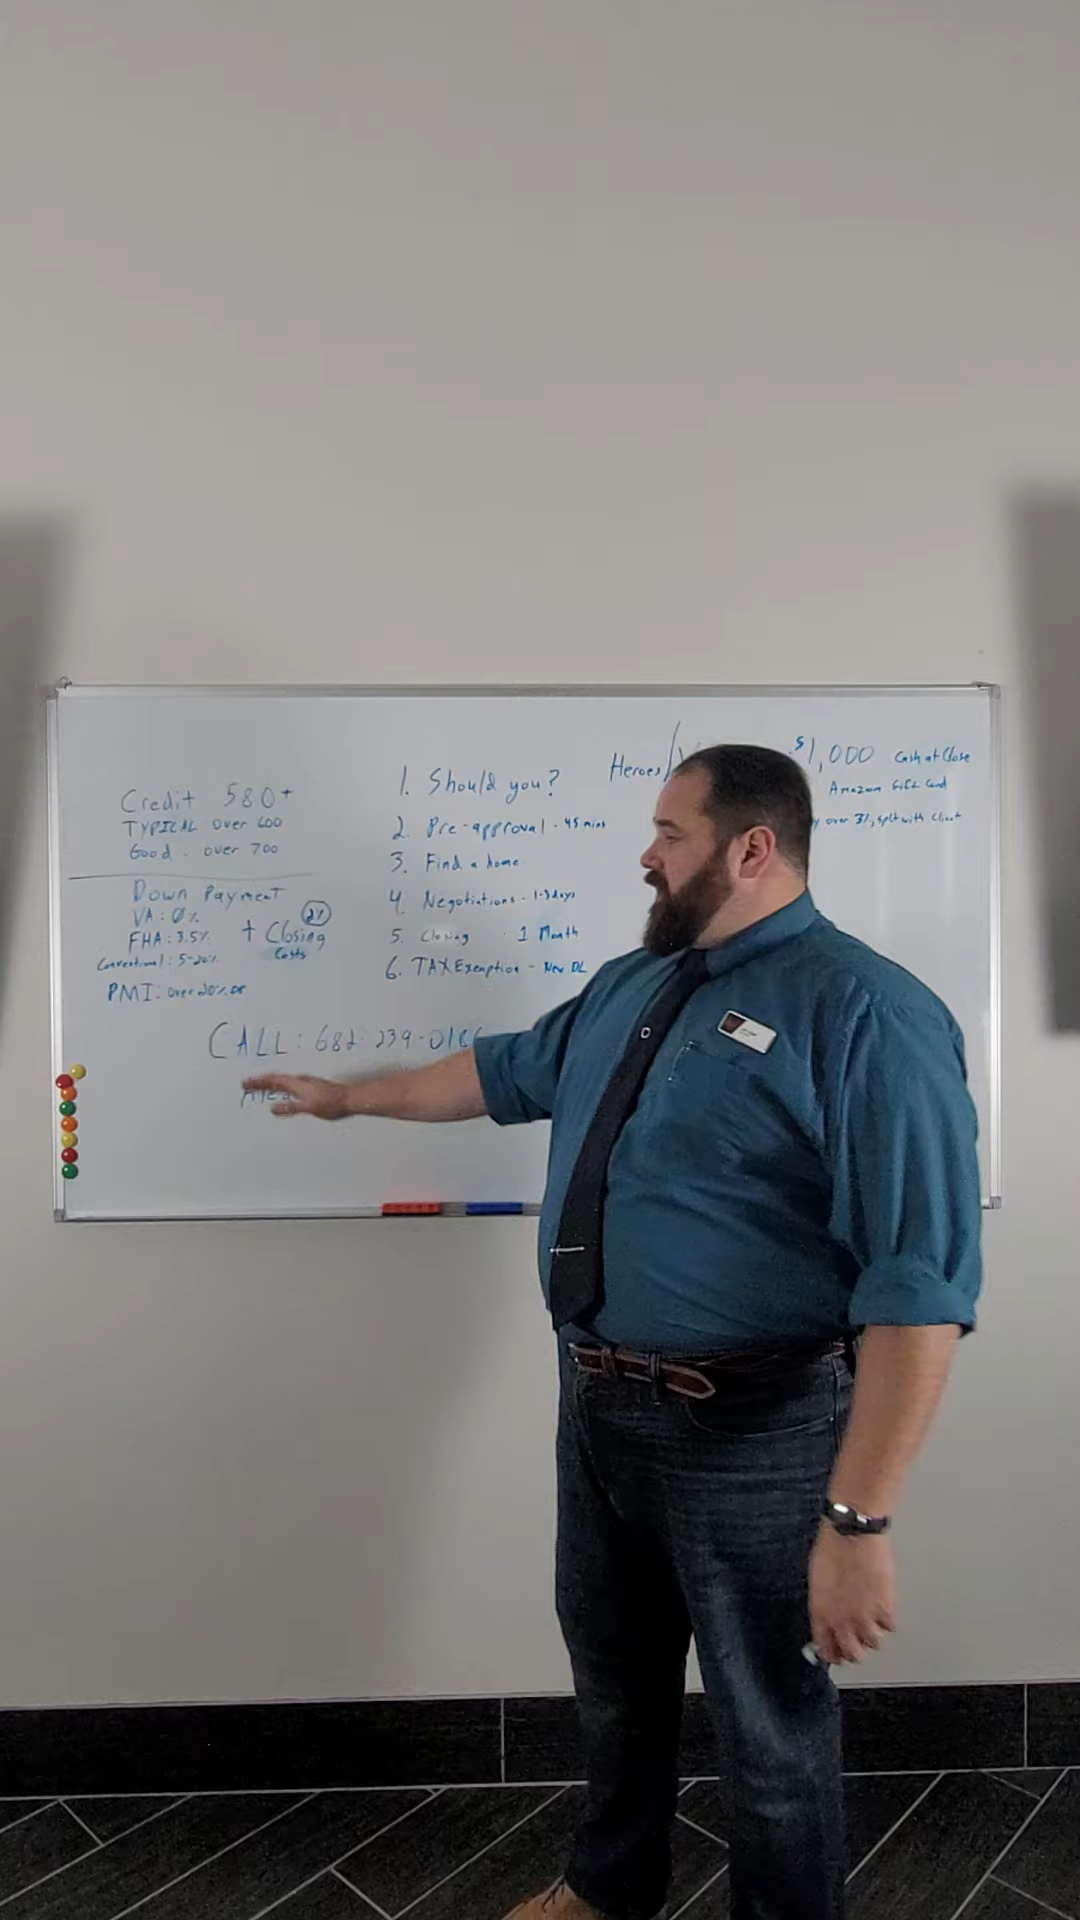 Credit 580+
TYPICAL Over 600
Good: over 700
Down Payment
VA: 0%
FHA: 3.5%
Conventional: 5-20%
+ Closing 2%
Costs
PMI: Over 20% or
1. Should you?
2. Pre-approval - 45 mins
3. Find a home
4. Negotiations - 1-3 days
5. Closing - 1 Month
6. TAX Exemption - New DL
Heroes/
$1,000 Cash at Close
Amazon Gift Card
over 3%, split with client
CALL: 682-239-01